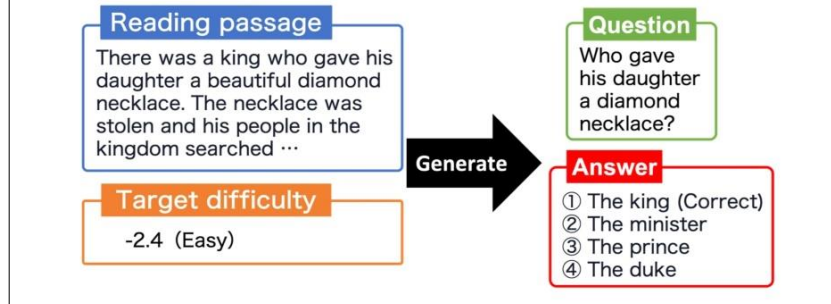 Reading passage
There was a king who gave his
daughter a beautiful diamond
necklace. The necklace was
stolen and his people in the
kingdom searched ⋯
Target difficulty
-2.4 (Easy)
Generate
Question
Who gave
his daughter
a diamond
necklace?
Answer
① The king (Correct)
② The minister
③ The prince
④ The duke